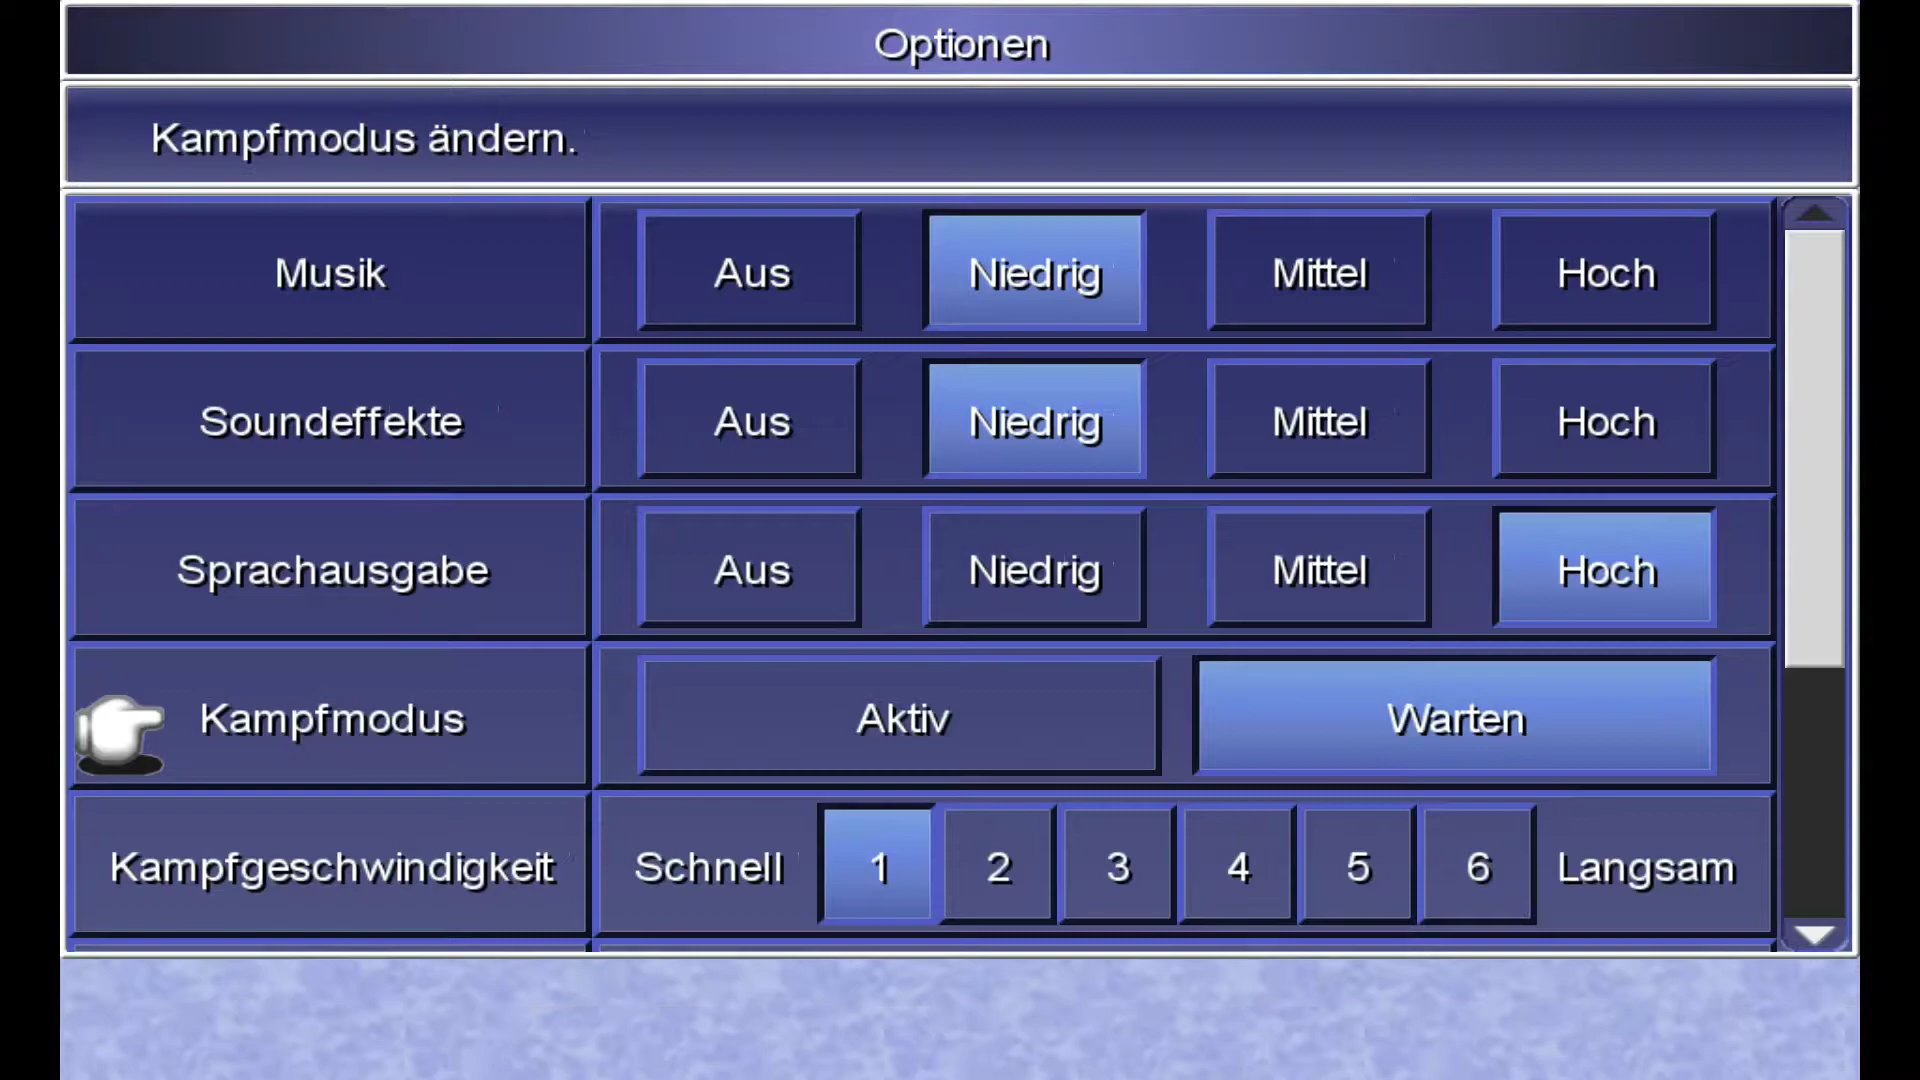 Optionen
Kampfmodus ändern.
Musik Aus Niedrig Mittel Hoch
Soundeffekte Aus Niedrig Mittel Hoch
Sprachausgabe Aus Niedrig Mittel Hoch
Kampfmodus Aktiv Warten
Kampfgeschwindigkeit Schnell 1 2 3 4 5 6 Langsam